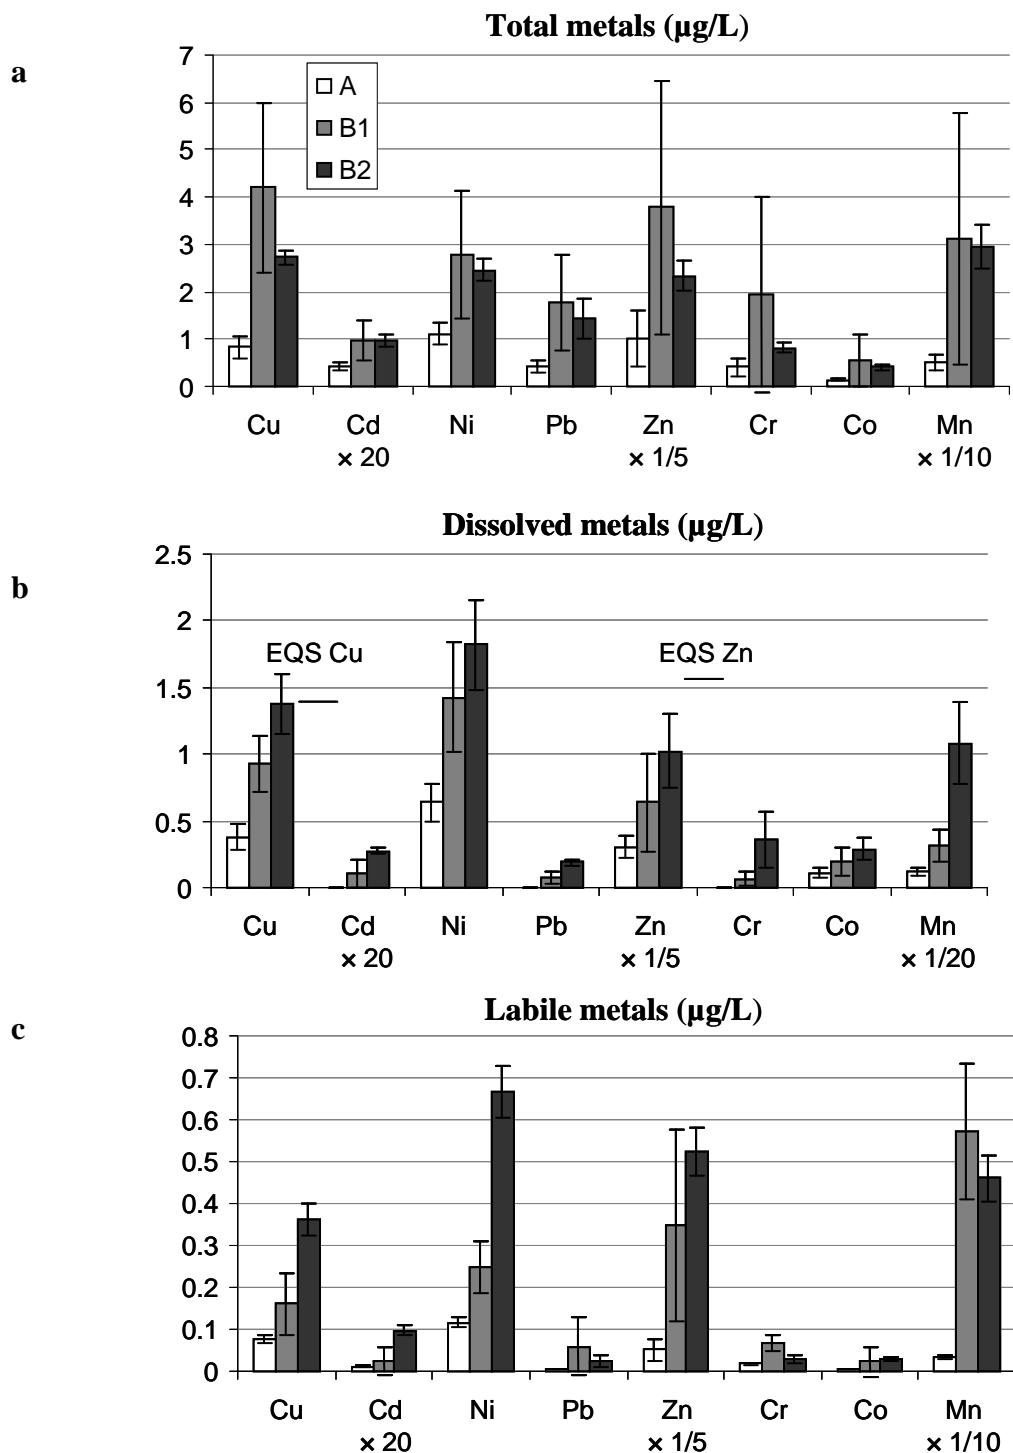 Total metals (µg/L)
a
7
6
5
4
3
2
1
0
A
B1
B2
Cu Cd Ni Pb Zn Cr Co Mn
× 20 × 1/5 × 1/10
Dissolved metals (µg/L)
b
2.5
2
1.5
1
0.5
0
EQS Cu EQS Zn
Cu Cd Ni Pb Zn Cr Co Mn
× 20 × 1/5 × 1/20
Labile metals (µg/L)
c
0.8
0.7
0.6
0.5
0.4
0.3
0.2
0.1
0
Cu Cd Ni Pb Zn Cr Co Mn
× 20 × 1/5 × 1/10